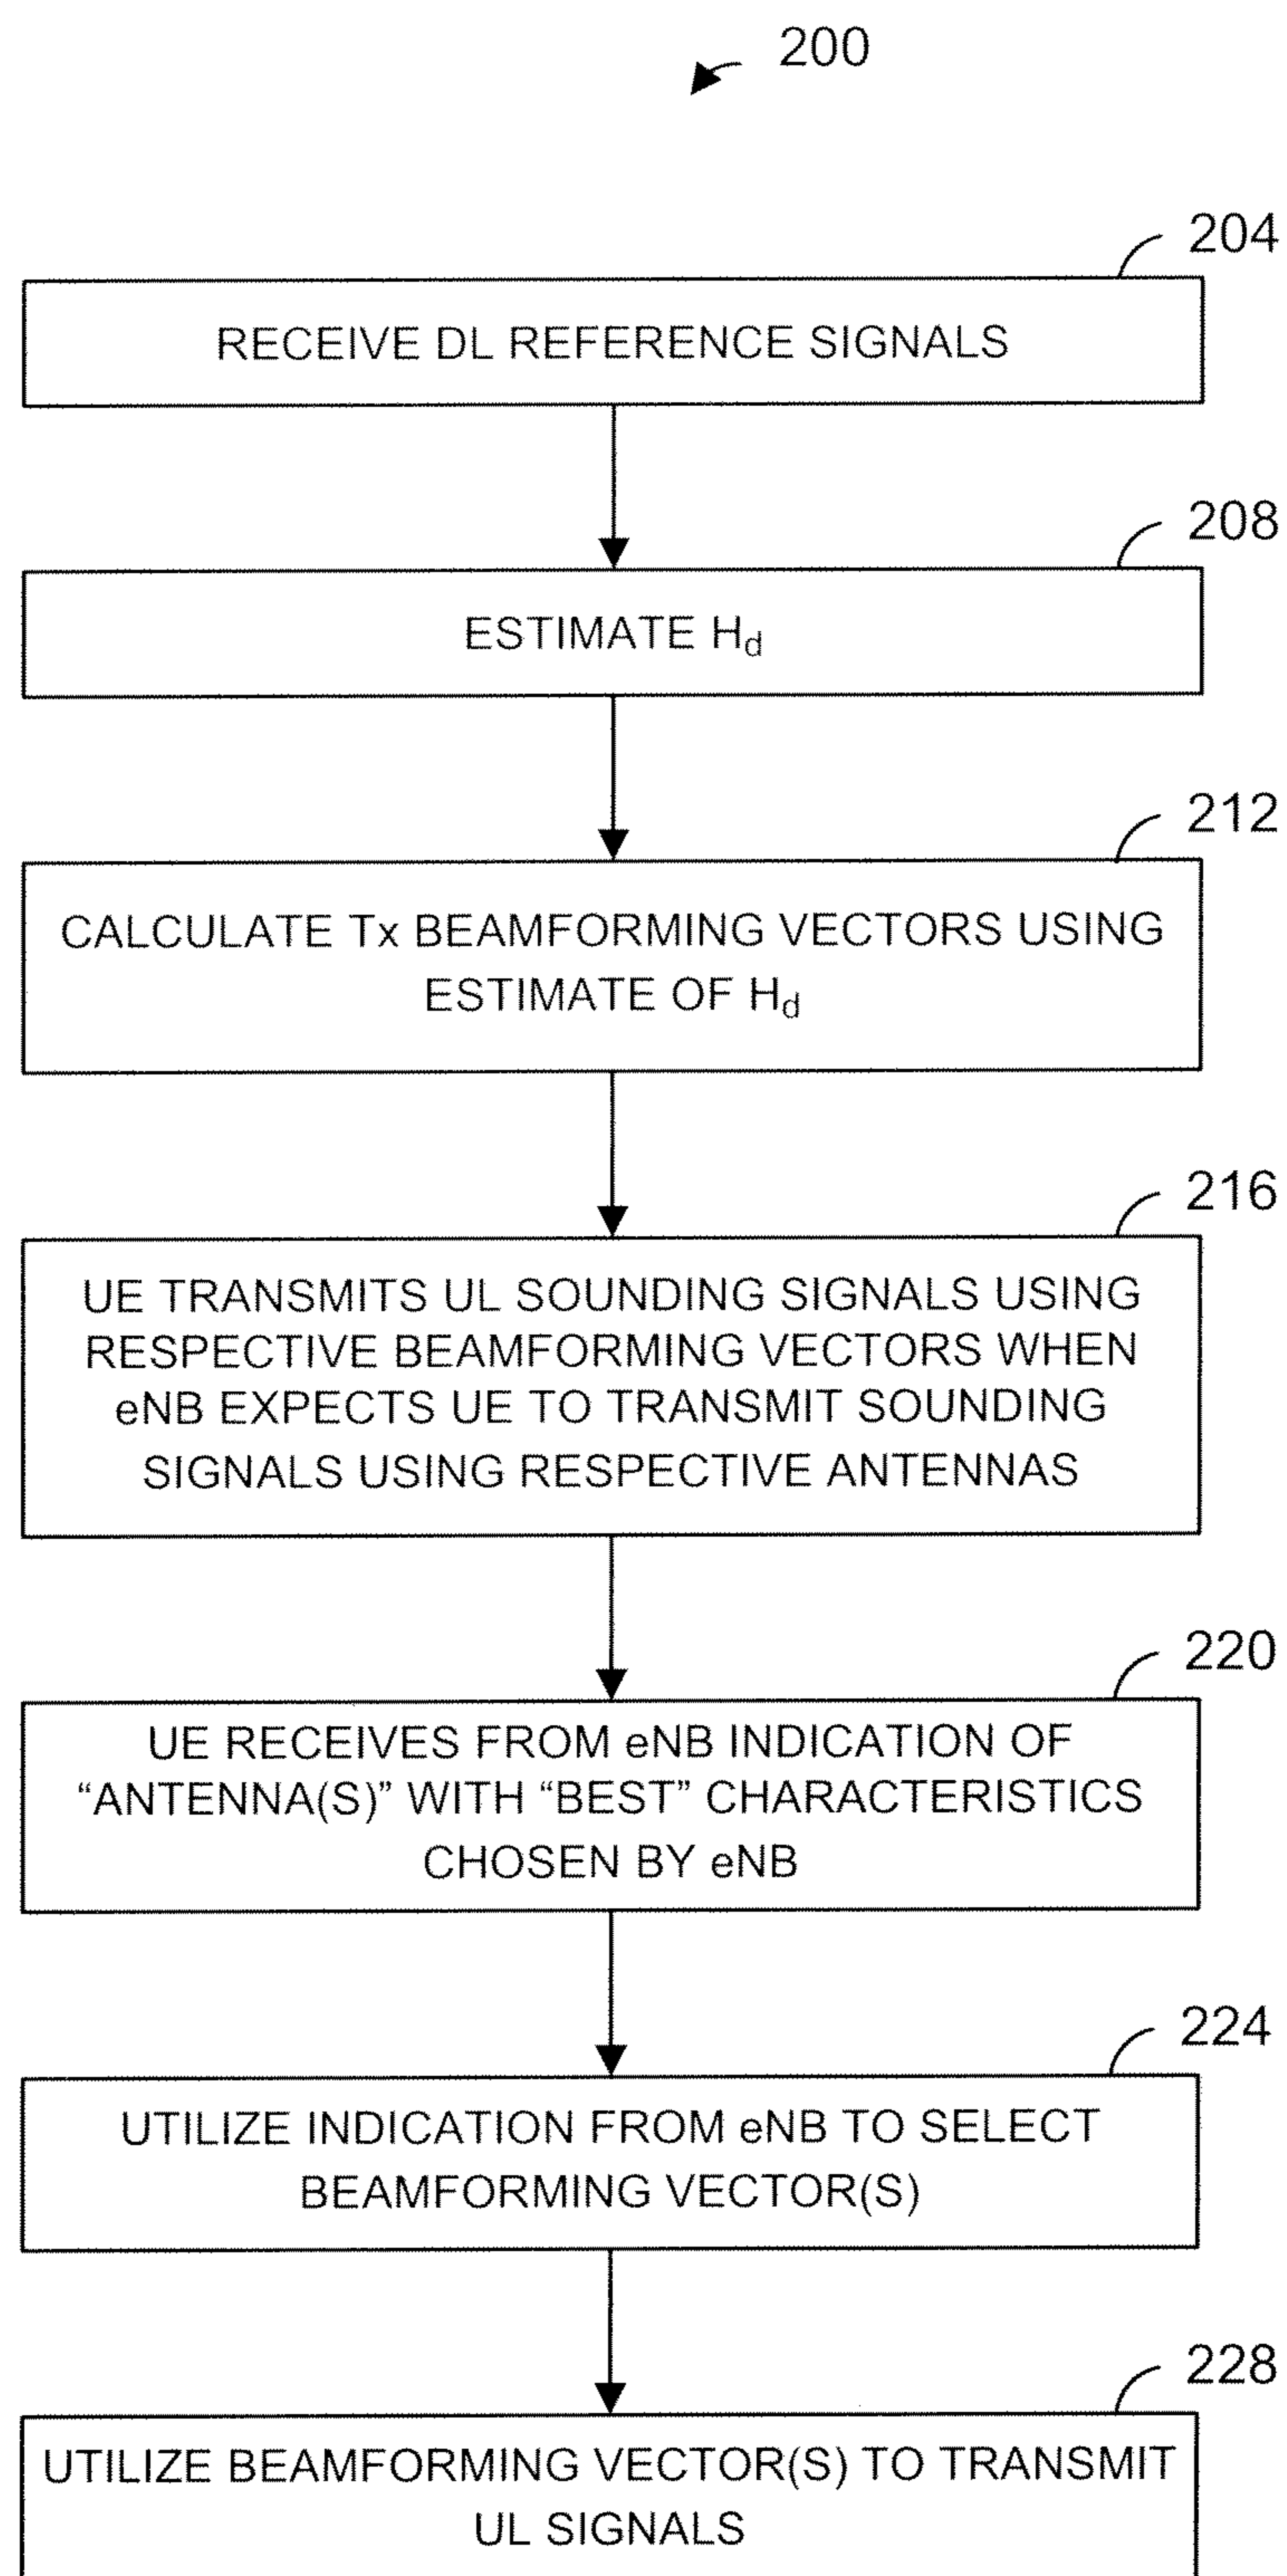 200
204
RECEIVE DL REFERENCE SIGNALS
208
ESTIMATE Hd
212
CALCULATE Tx BEAMFORMING VECTORS USING
ESTIMATE OF Hd
216
UE TRANSMITS UL SOUNDING SIGNALS USING
RESPECTIVE BEAMFORMING VECTORS WHEN
eNB EXPECTS UE TO TRANSMIT SOUNDING
SIGNALS USING RESPECTIVE ANTENNAS
220
UE RECEIVES FROM eNB INDICATION OF
“ANTENNA(S)” WITH “BEST” CHARACTERISTICS
CHOSEN BY eNB
224
UTILIZE INDICATION FROM eNB TO SELECT
BEAMFORMING VECTOR(S)
228
UTILIZE BEAMFORMING VECTOR(S) TO TRANSMIT
UL SIGNALS